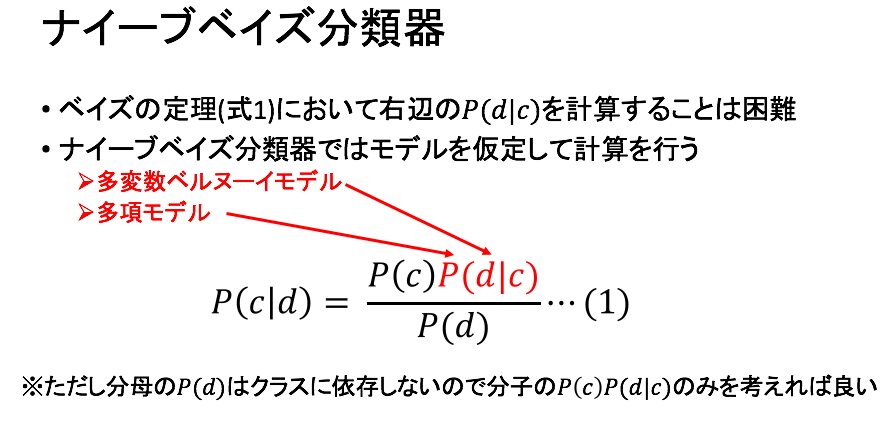 ナイーブベイズ分類器
• ベイズの定理(式1)において右辺のP(d|c)を計算することは困難
• ナイーブベイズ分類器ではモデルを仮定して計算を行う
➢多変数ベルヌーイモデル
➢多項モデル
P(c|d) = P(c)P(d|c) / P(d) ⋯ (1)
※ただし分母のP(d)はクラスに依存しないので分子のP(c)P(d|c)のみを考えれば良い